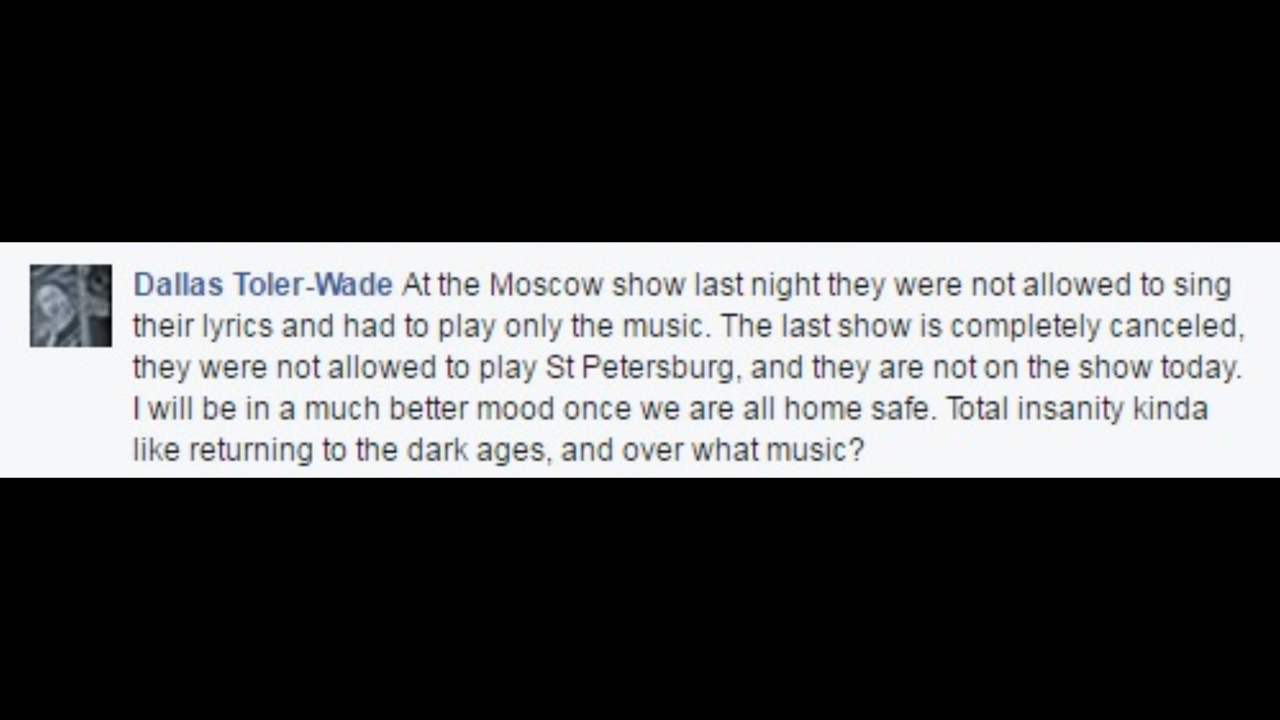 Dallas Toler-Wade At the Moscow show last night they were not allowed to sing
their lyrics and had to play only the music. The last show is completely canceled,
they were not allowed to play St Petersburg, and they are not on the show today.
I will be in a much better mood once we are all home safe. Total insanity kinda
like returning to the dark ages, and over what music?